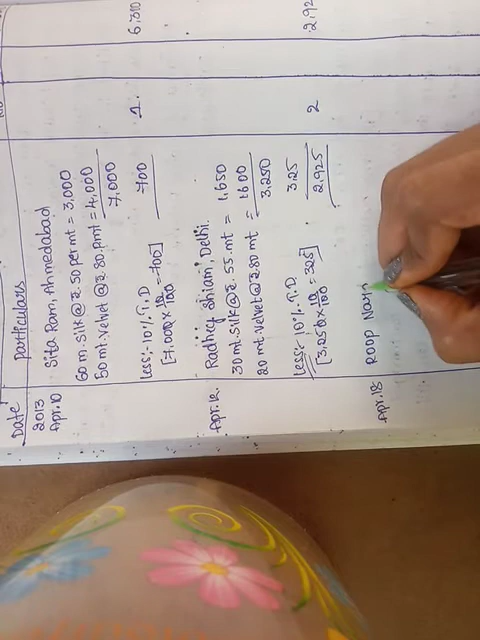 Date Particulars
2013
Apr.10 Sita Ram, Ahmedabad
60 m. Silk @ ₹.50 per mt = 3,000
50 mt. Velvet @ ₹.80. pmt = 4,000
7,000
Less:- 10%. T.D 700 1. 6,300
[7,000 × 10/100 = 700]
Apr.12. Radhey Shiam, Delhi.
30 mt. Silk @ ₹. 55. mt = 1,650
20 mt. Velvet @ ₹.80 mt = 1600
3,250
Less:- 10%. T.D 3.25
[3,250 × 10/100 = 325] 2,925 2 2,92
Apr.18 ROOP